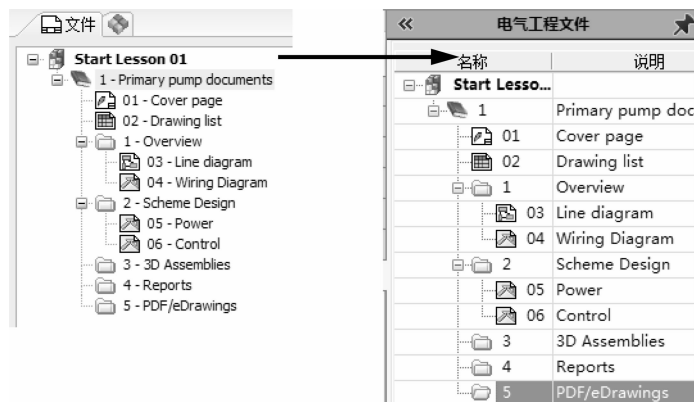 文件
Start Lesson 01
1 - Primary pump documents
01 - Cover page
02 - Drawing list
1 - Overview
03 - Line diagram
04 - Wiring Diagram
2 - Scheme Design
05 - Power
06 - Control
3 - 3D Assemblies
4 - Reports
5 - PDF/eDrawings
« 电气工程文件
名称 说明
Start Lesso...
1 Primary pump doc
01 Cover page
02 Drawing list
1 Overview
03 Line diagram
04 Wiring Diagram
2 Scheme Design
05 Power
06 Control
3 3D Assemblies
4 Reports
5 PDF/eDrawings